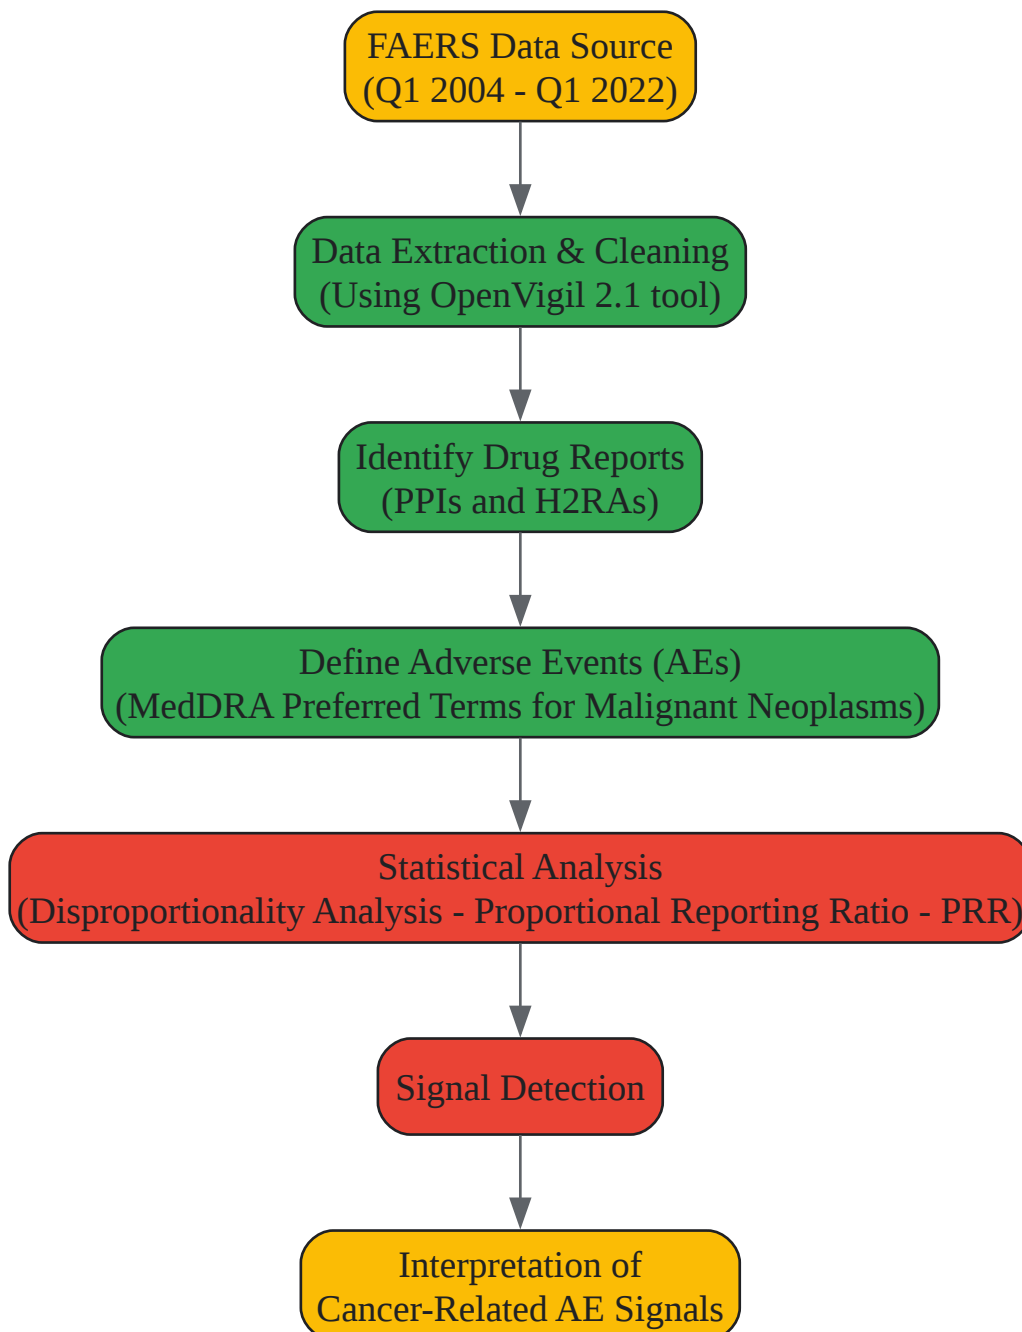 FAERS Data Source
(Q1 2004 - Q1 2022)
Data Extraction & Cleaning
(Using OpenVigil 2.1 tool)
Identify Drug Reports
(PPIs and H2RAs)
Define Adverse Events (AEs)
(MedDRA Preferred Terms for Malignant Neoplasms)
Statistical Analysis
(Disproportionality Analysis - Proportional Reporting Ratio - PRR)
Signal Detection
Interpretation of
Cancer-Related AE Signals